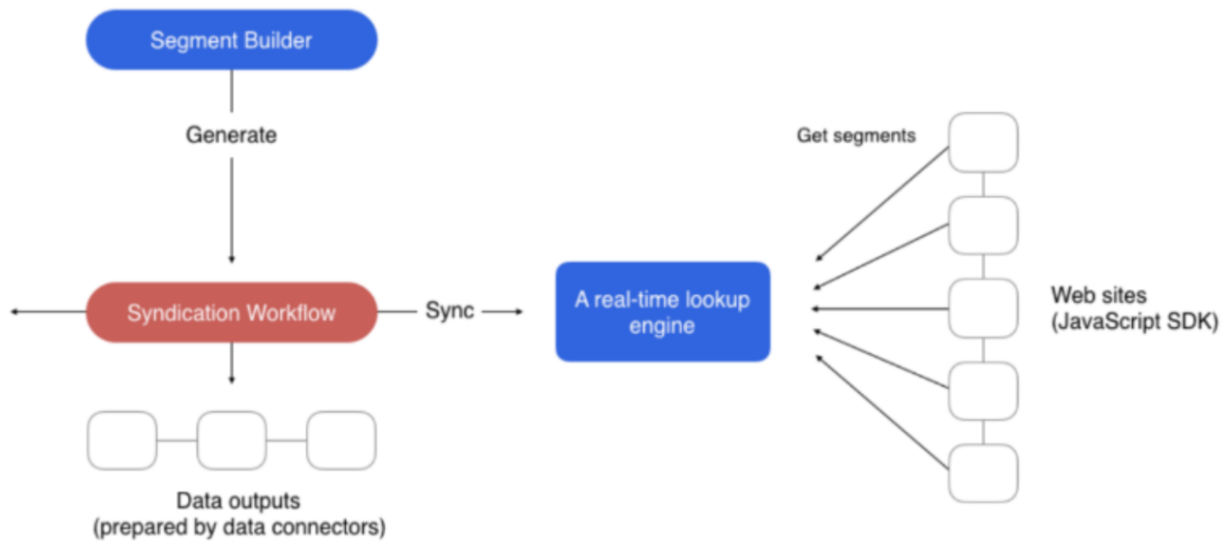 Segment Builder
Generate
Get segments
Syndication Workflow
Sync
A real-time lookup
engine
Web sites
(JavaScript SDK)
Data outputs
(prepared by data connectors)